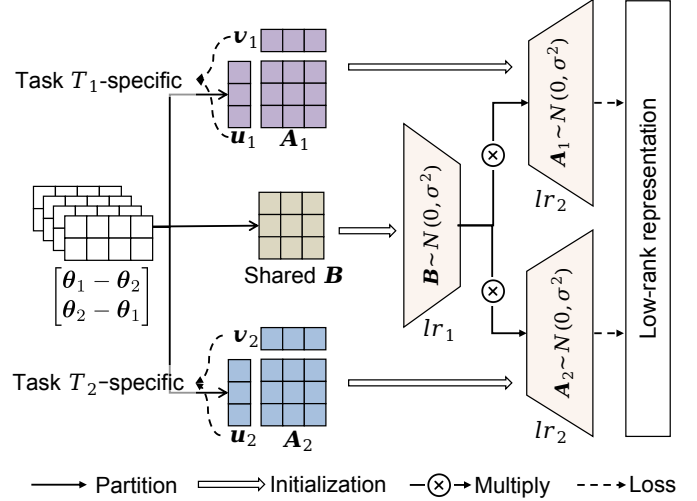 v₁
Task T₁-specific
u₁
A₁
A₁~N(0, σ²)
lr₂
Low-rank representation
B~N(0, σ²)
lr₁
Shared B
[θ₁ − θ₂
θ₂ − θ₁]
v₂
Task T₂-specific
u₂
A₂
A₂~N(0, σ²)
lr₂
Partition
Initialization
Multiply
Loss